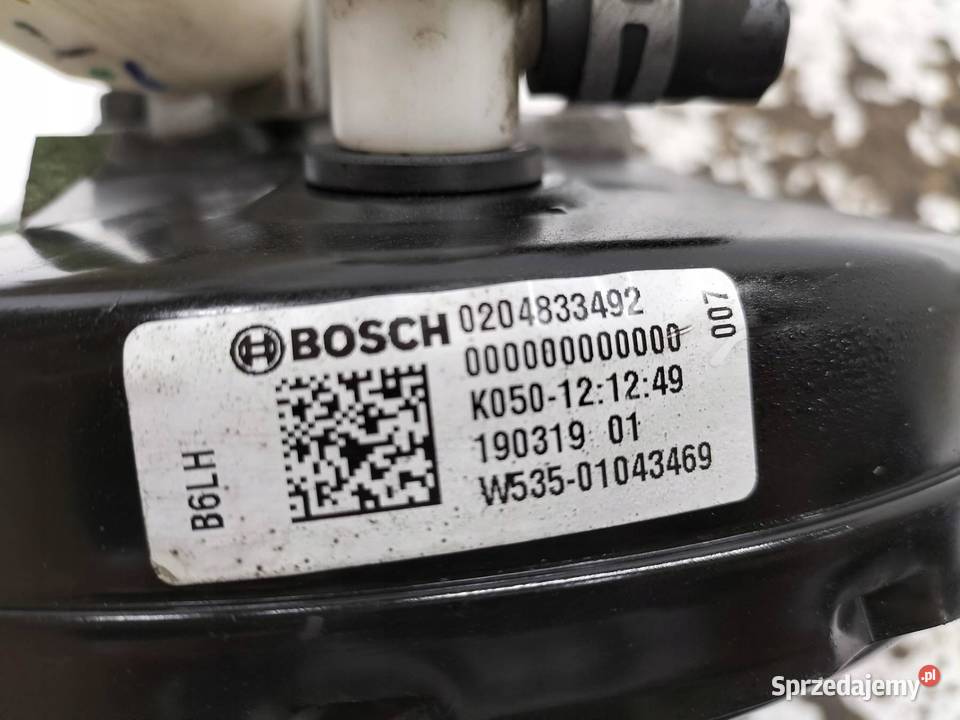 BOSCH 0204833492
000000000000
K050-12:12:49
190319 01
W535-01043469
007
B6LH
Sprzedajemy.pl